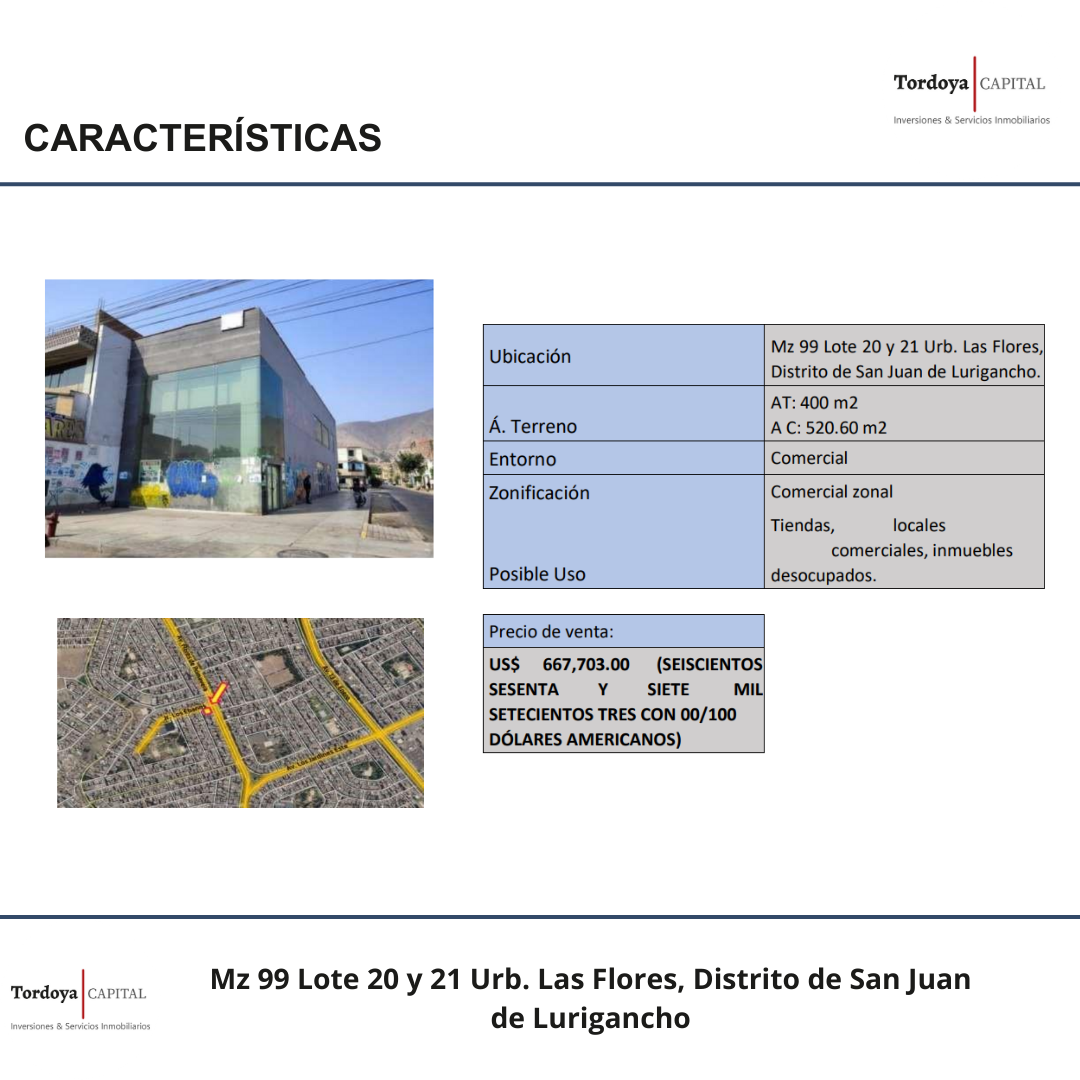 Tordoya CAPITAL
Inversiones & Servicios Inmobiliarios
CARACTERÍSTICAS
Ubicación
Mz 99 Lote 20 y 21 Urb. Las Flores,
Distrito de San Juan de Lurigancho.
Á. Terreno
AT: 400 m2
A C: 520.60 m2
Entorno
Comercial
Zonificación
Comercial zonal
Posible Uso
Tiendas, locales
comerciales, inmuebles
desocupados.
Precio de venta:
US$ 667,703.00 (SEISCIENTOS
SESENTA Y SIETE MIL
SETECIENTOS TRES CON 00/100
DÓLARES AMERICANOS)
Av. Los Jardines Este
Tordoya CAPITAL
Inversiones & Servicios Inmobiliarios
Mz 99 Lote 20 y 21 Urb. Las Flores, Distrito de San Juan
de Lurigancho